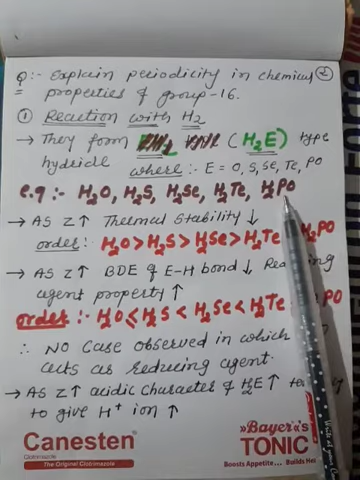 Q:- Explain periodicity in chemical ②
properties of group-16.
① Reaction with H2
→ They form (H2E) type
hydride where :- E = O, S, Se, Te, PO
e.g :- H2O, H2S, H2Se, H2Te, H2PO
→ AS Z↑ Thermal Stability ↓
order:- H2O > H2S > H2Se > H2Te H2PO
→ AS Z↑ BDE of E-H bond↓
agent property ↑
order :- H2O < H2S < H2Se < H2Te PO
∴ NO Case observed in which
acts as reducing agent.
→ AS Z↑ acidic character of H2E↑
to give H+ ion ↑
Canesten
Clotrimazole
The Original Clotrimazole
Bayer's
TONIC
Boosts Appetite... Builds